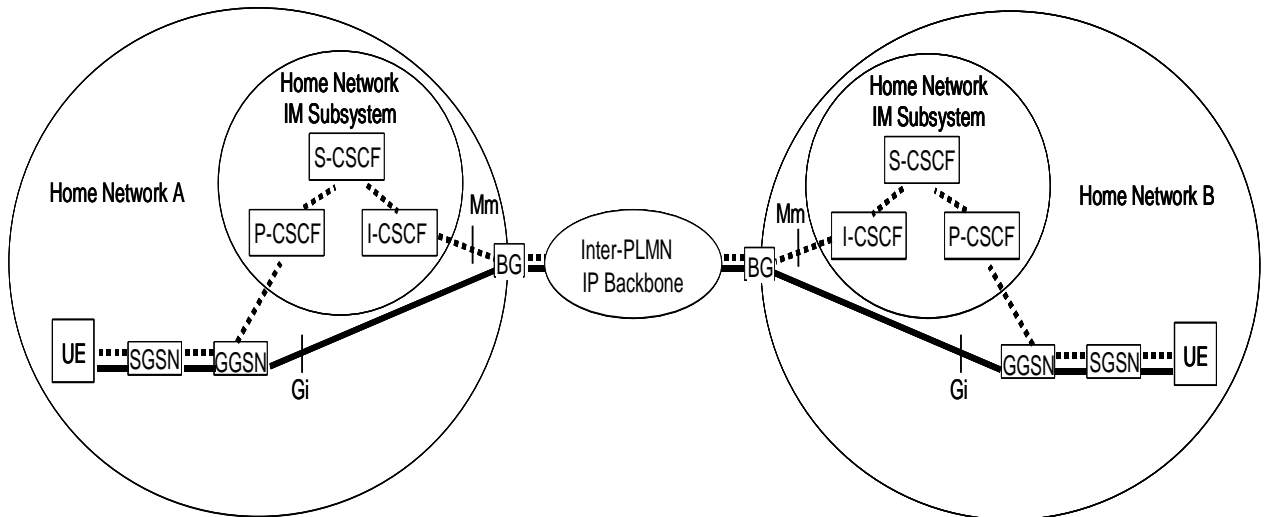 Home Network
IM Subsystem
S-CSCF
Home Network A
P-CSCF
I-CSCF
Mm
BG
UE
SGSN
GGSN
Gi
Inter-PLMN
IP Backbone
Home Network
IM Subsystem
S-CSCF
Home Network B
Mm
I-CSCF
P-CSCF
BG
Gi
GGSN
SGSN
UE